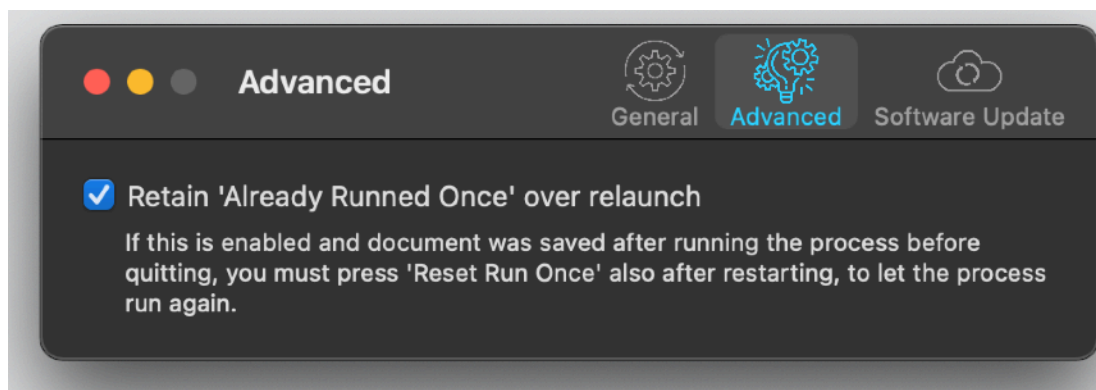 Advanced
General
Advanced
Software Update
Retain 'Already Runned Once' over relaunch
If this is enabled and document was saved after running the process before
quitting, you must press 'Reset Run Once' also after restarting, to let the process
run again.